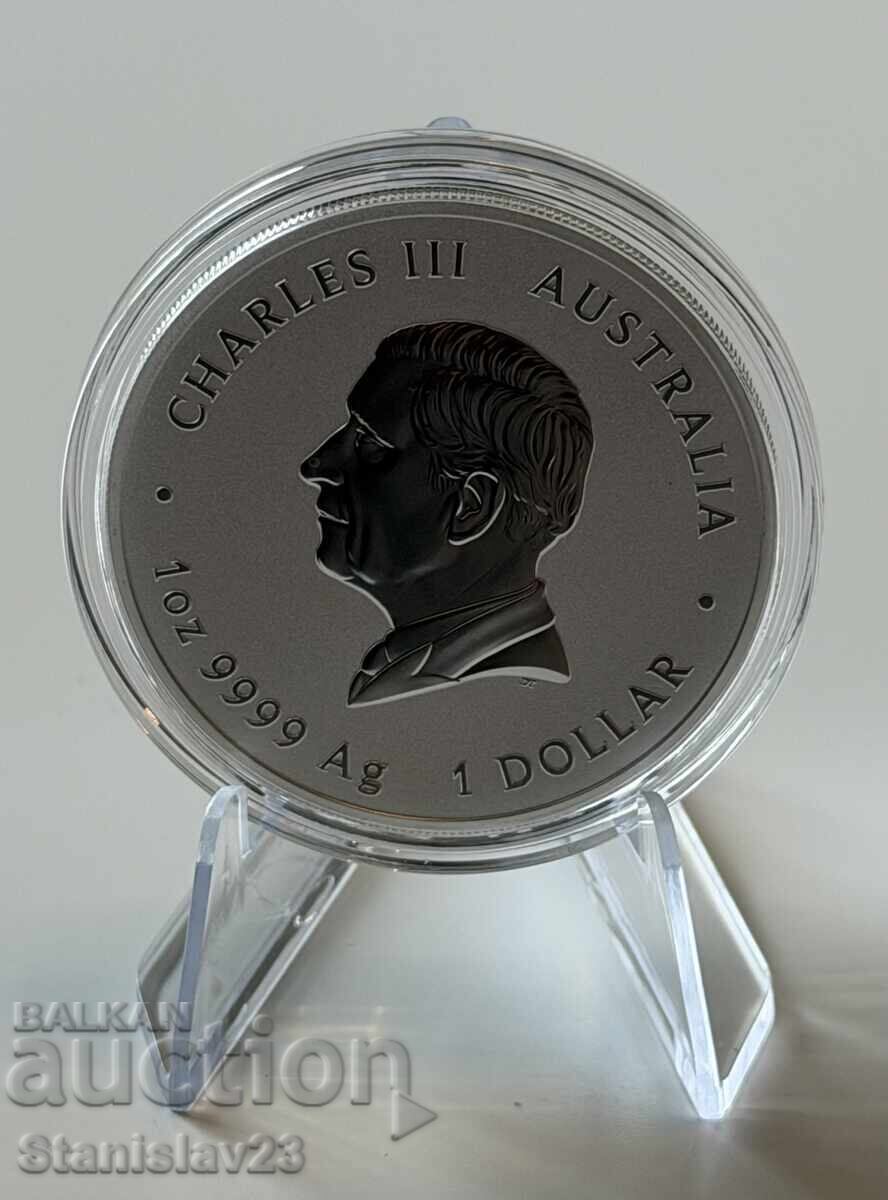 CHARLES III AUSTRALIA
1oz 9999 Ag 1 DOLLAR
BALKAN
auction
Stanislav23